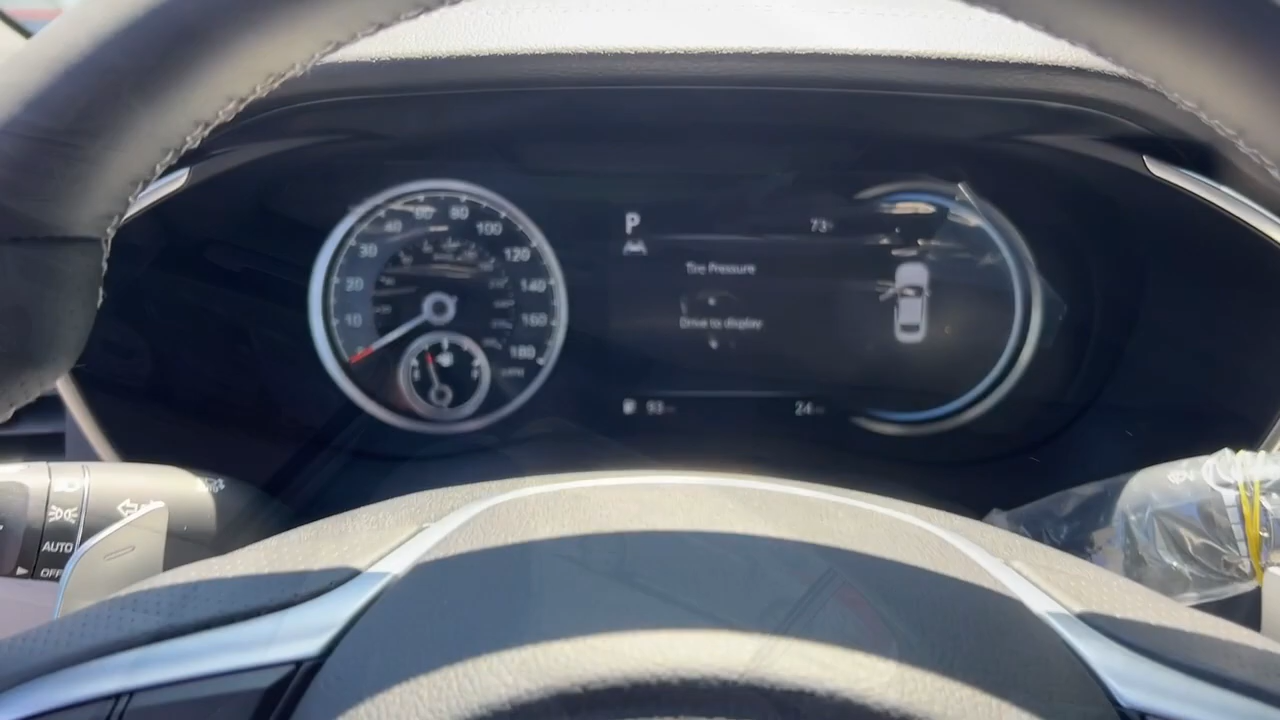 60 80
40 100
30 120
20 140
10 160
180
P
73°
Tire Pressure
Drive to display
93
24
AUTO
OFF